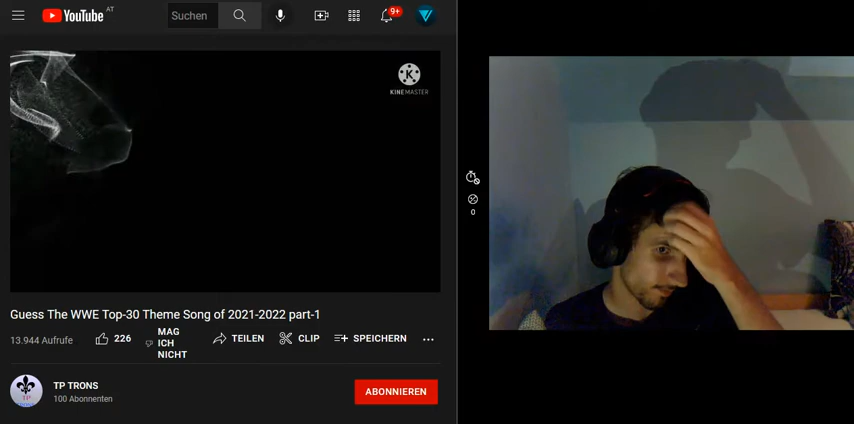 YouTube AT
Suchen
9+
K
KINEMASTER
0
Guess The WWE Top-30 Theme Song of 2021-2022 part-1
13.944 Aufrufe
226
MAG
ICH
NICHT
TEILEN
CLIP
SPEICHERN
TP TRONS
100 Abonnenten
ABONNIEREN
TP